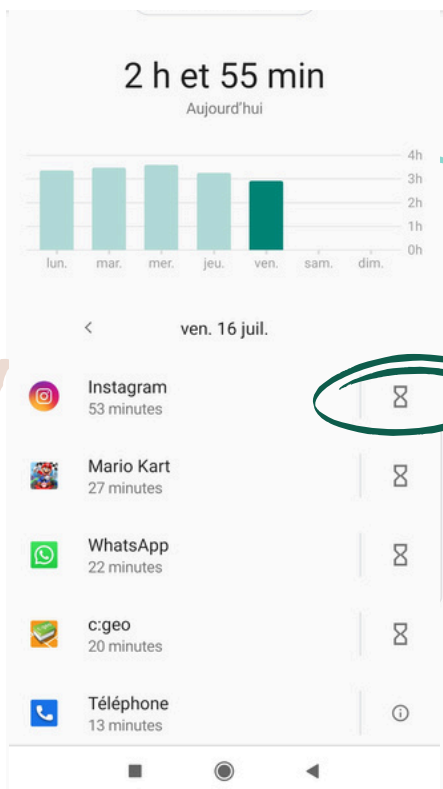 2 h et 55 min
Aujourd'hui
4h
3h
2h
1h
0h
lun. mar. mer. jeu. ven. sam. dim.
ven. 16 juil.
Instagram
53 minutes
Mario Kart
27 minutes
WhatsApp
22 minutes
c:geo
20 minutes
Téléphone
13 minutes